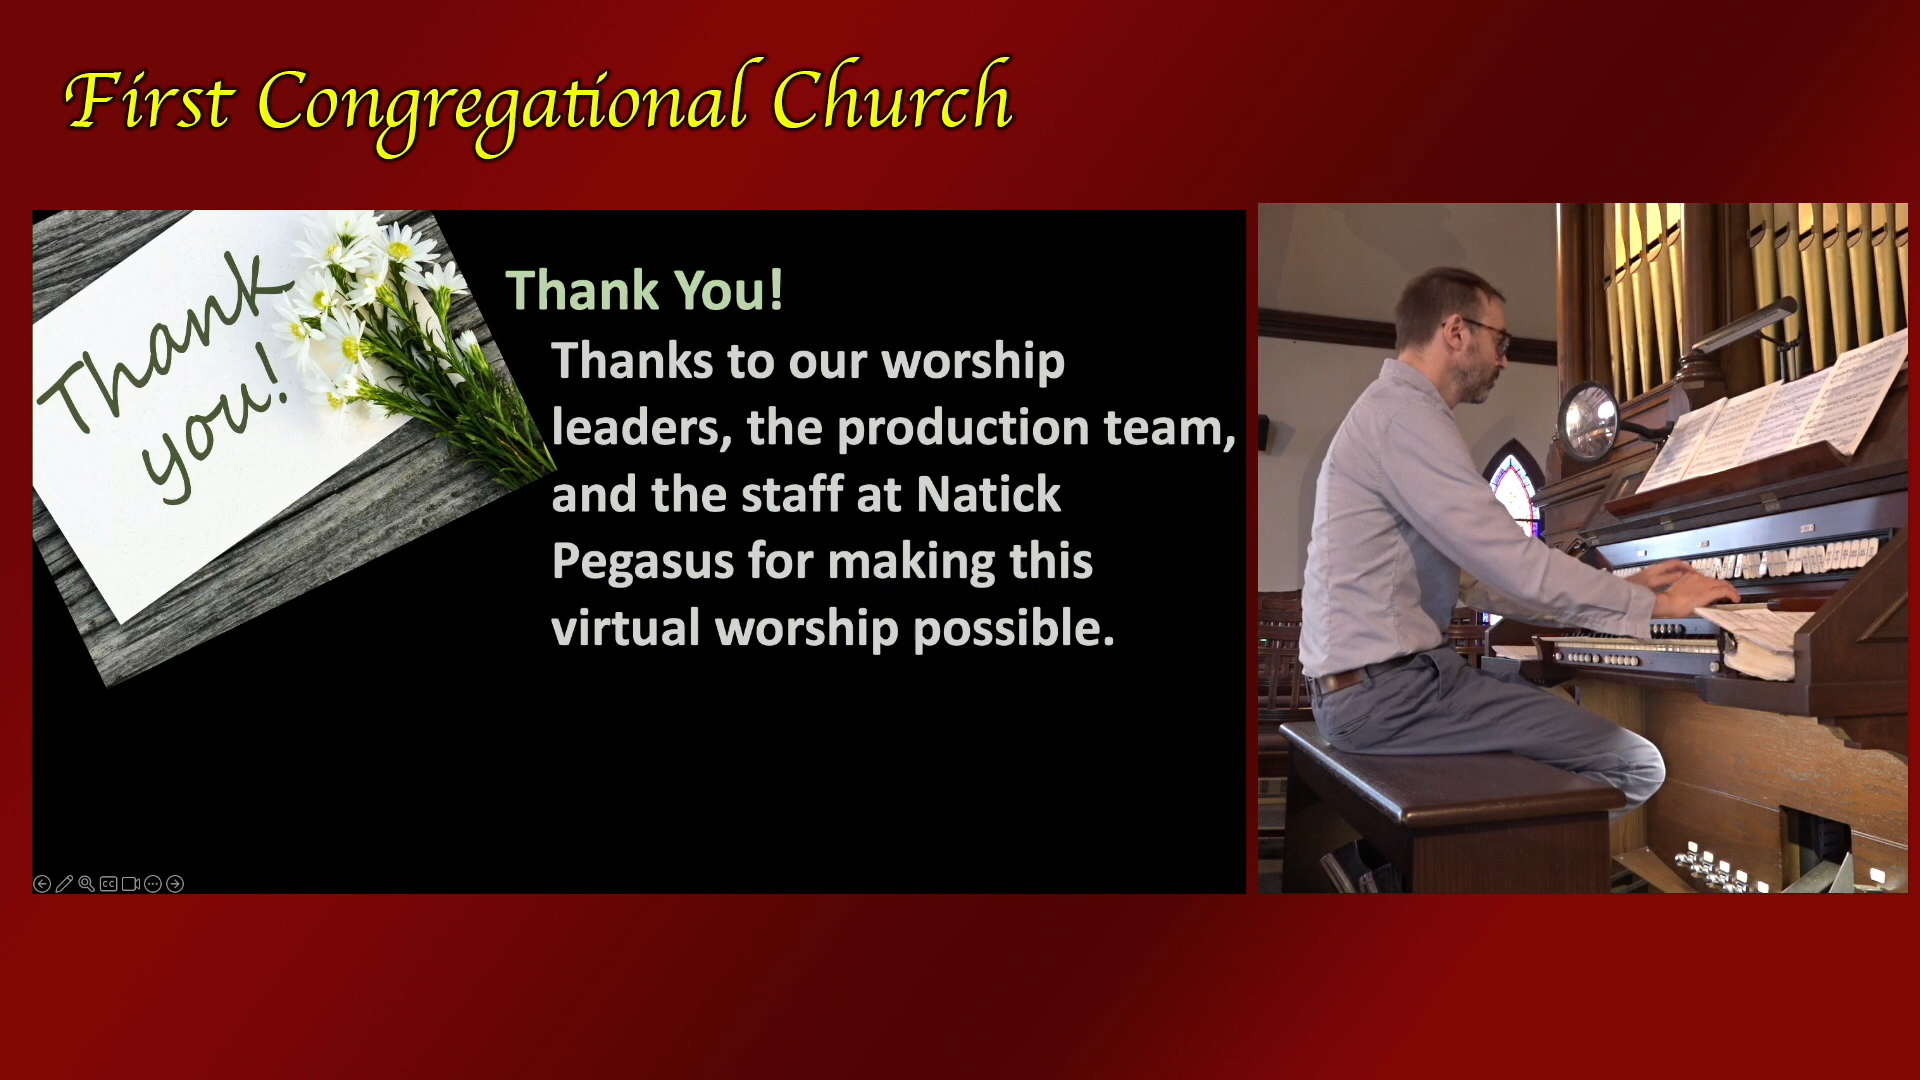 First Congregational Church
Thank
you!
Thank You!
Thanks to our worship
leaders, the production team,
and the staff at Natick
Pegasus for making this
virtual worship possible.
CC